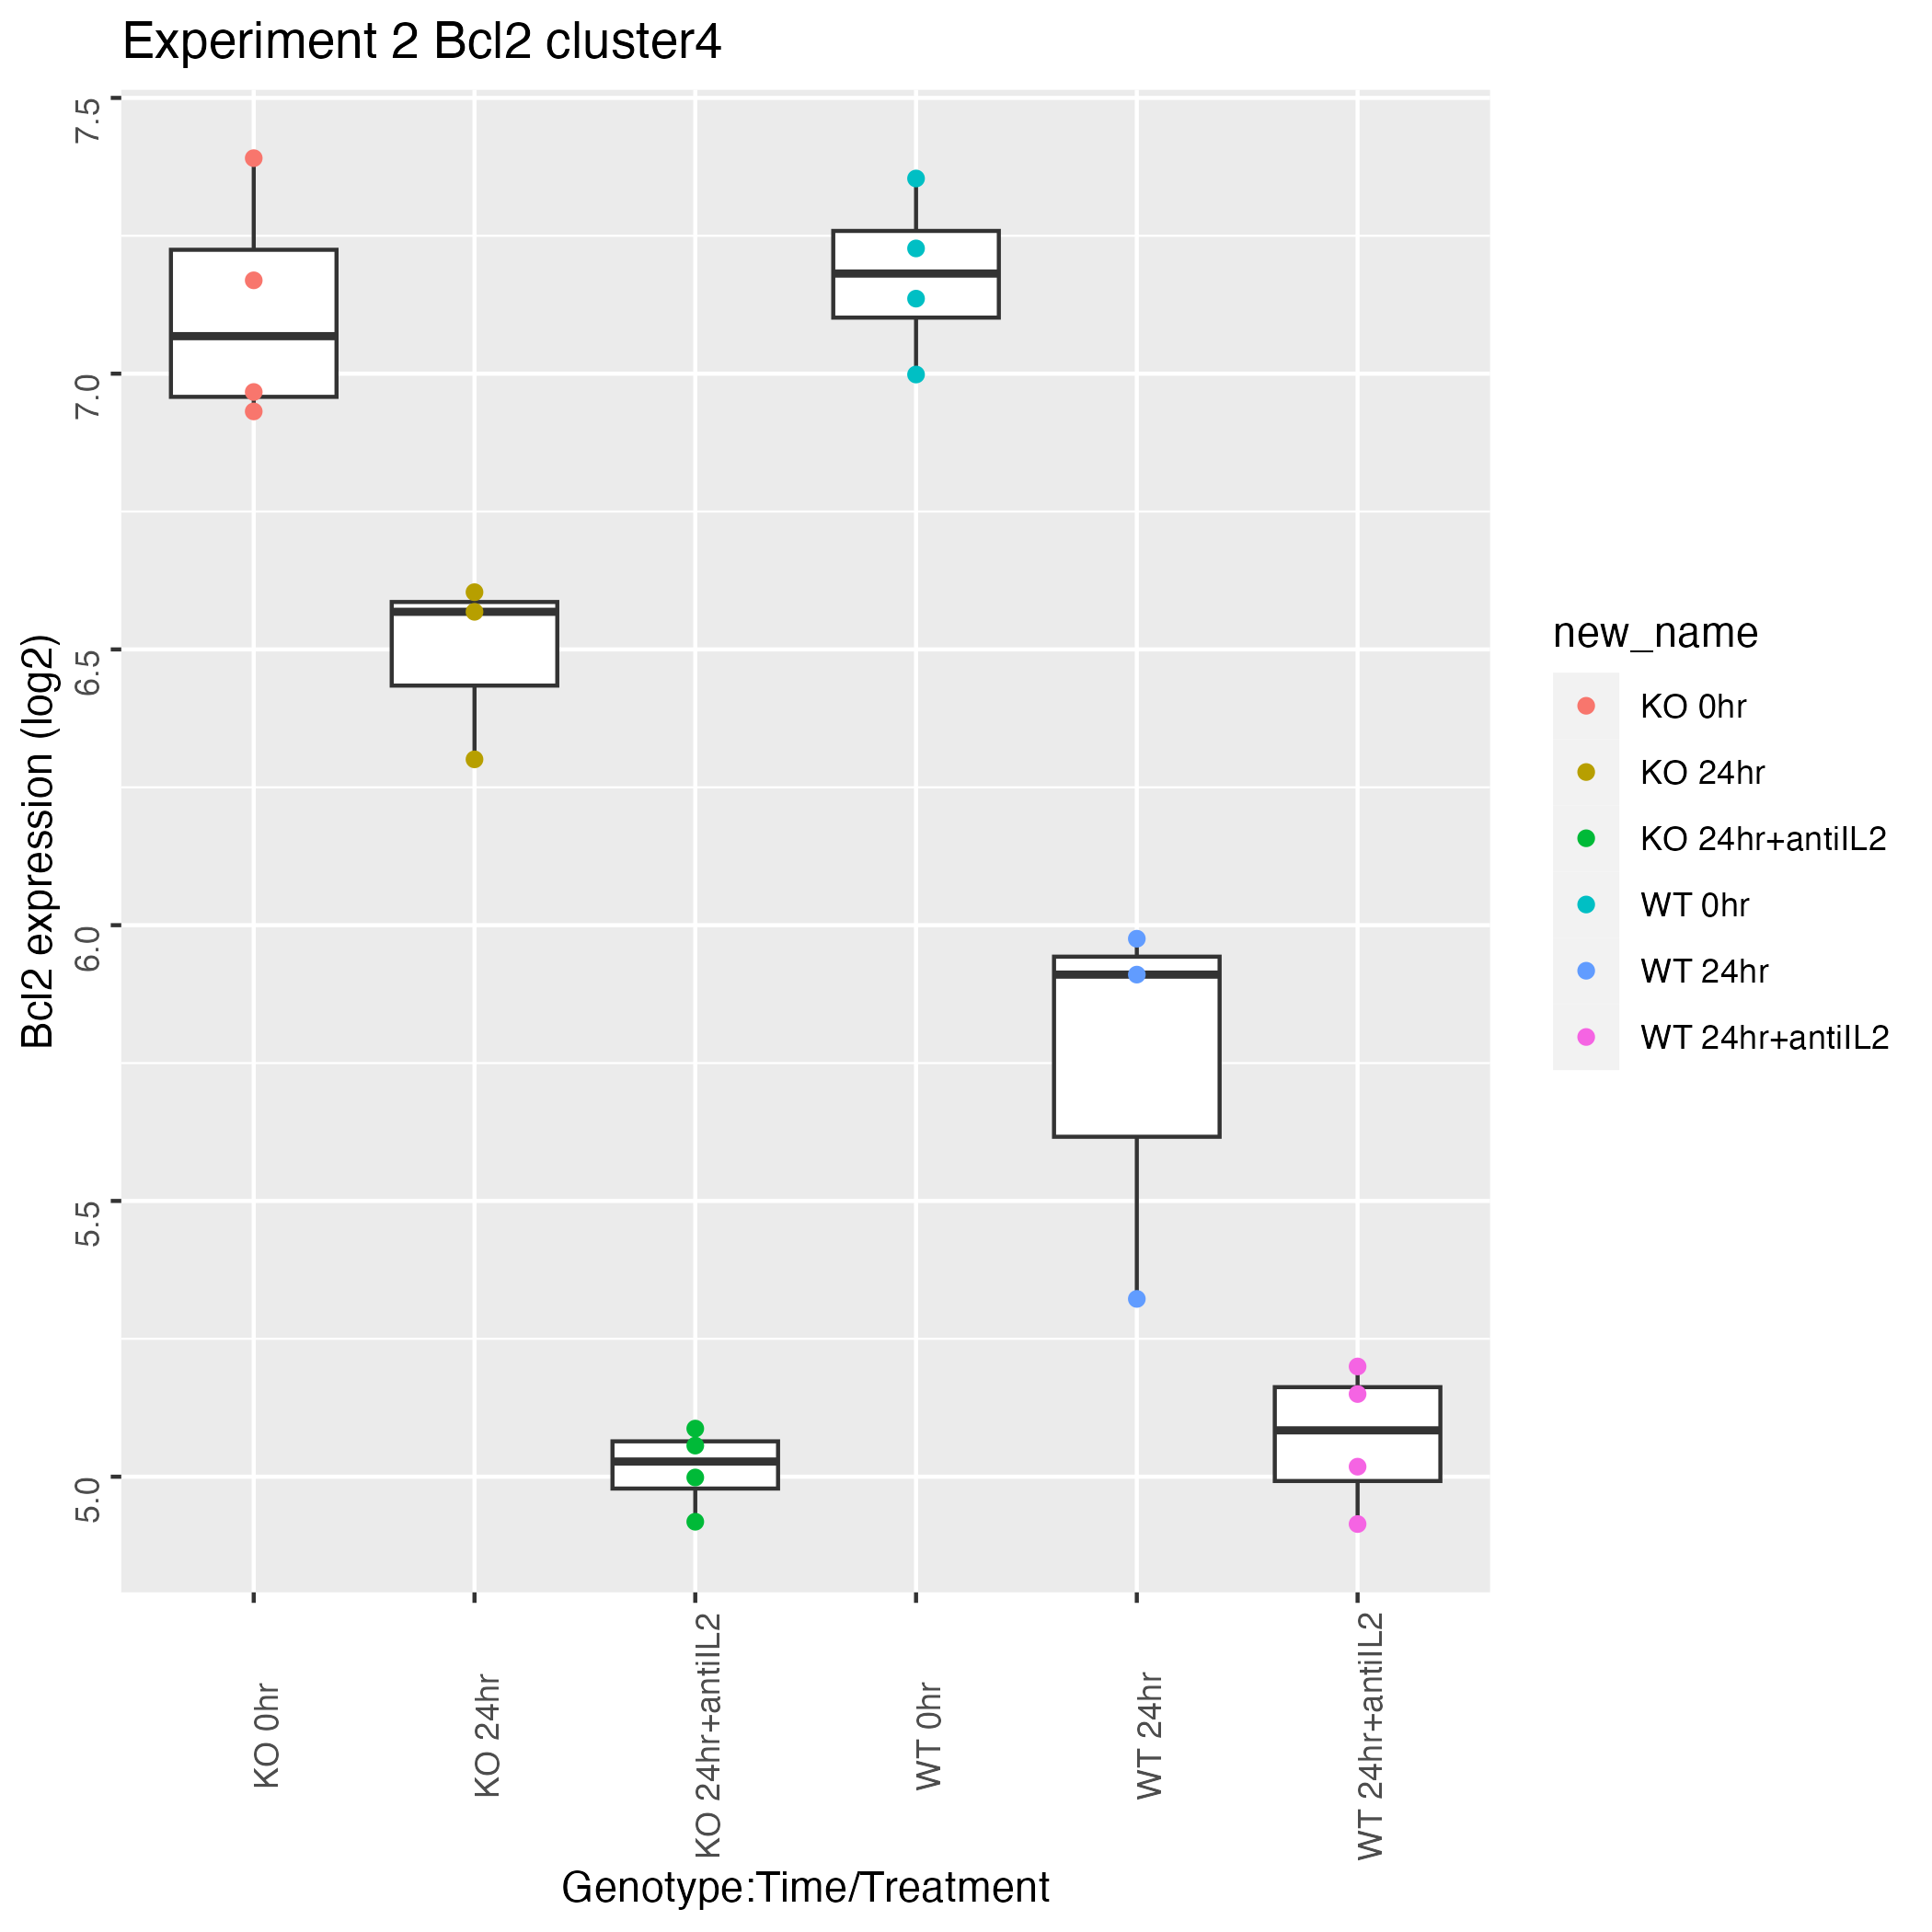 Experiment 2 Bcl2 cluster4
Bcl2 expression (log2)
7.5
7.0
6.5
6.0
5.5
5.0
KO 0hr
KO 24hr
KO 24hr+antiIL2
WT 0hr
WT 24hr
WT 24hr+antiIL2
Genotype:Time/Treatment
new_name
KO 0hr
KO 24hr
KO 24hr+antiIL2
WT 0hr
WT 24hr
WT 24hr+antiIL2